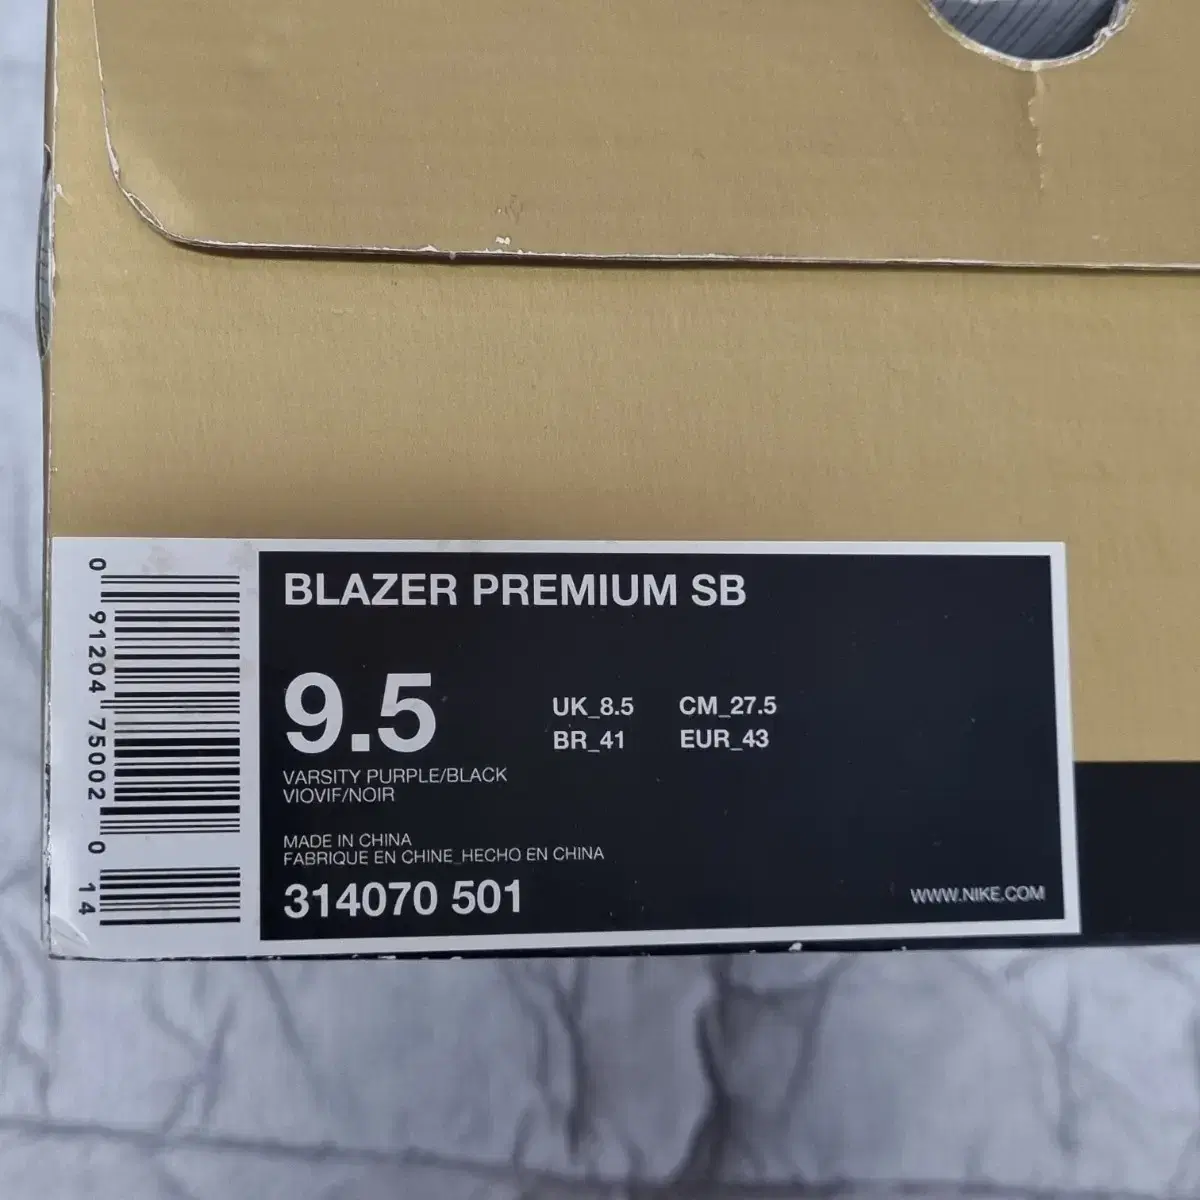 BLAZER PREMIUM SB
9.5
UK_8.5 CM_27.5
BR_41 EUR_43
VARSITY PURPLE/BLACK
VIOVIF/NOIR
MADE IN CHINA
FABRIQUE EN CHINE_HECHO EN CHINA
314070 501
WWW.NIKE.COM
0 91204 75002 0 14